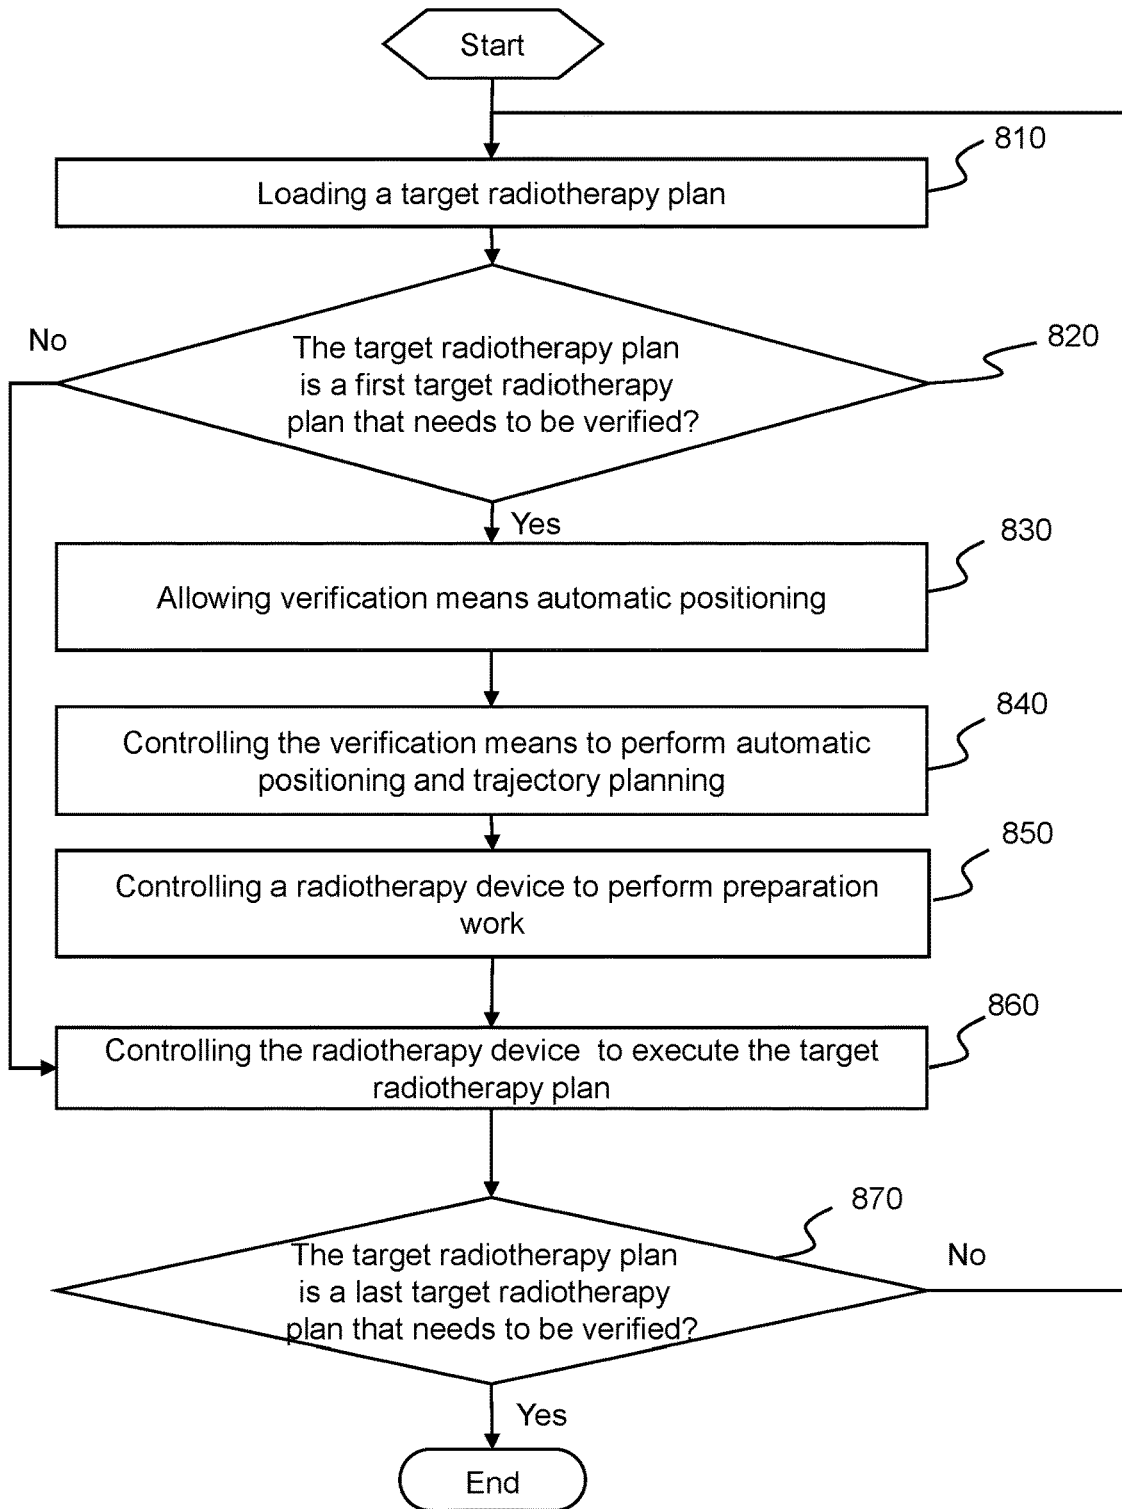 Start
810
Loading a target radiotherapy plan
No
820
The target radiotherapy plan
is a first target radiotherapy
plan that needs to be verified?
Yes
830
Allowing verification means automatic positioning
840
Controlling the verification means to perform automatic
positioning and trajectory planning
850
Controlling a radiotherapy device to perform preparation
work
860
Controlling the radiotherapy device to execute the target
radiotherapy plan
870
The target radiotherapy plan
is a last target radiotherapy
plan that needs to be verified?
No
Yes
End